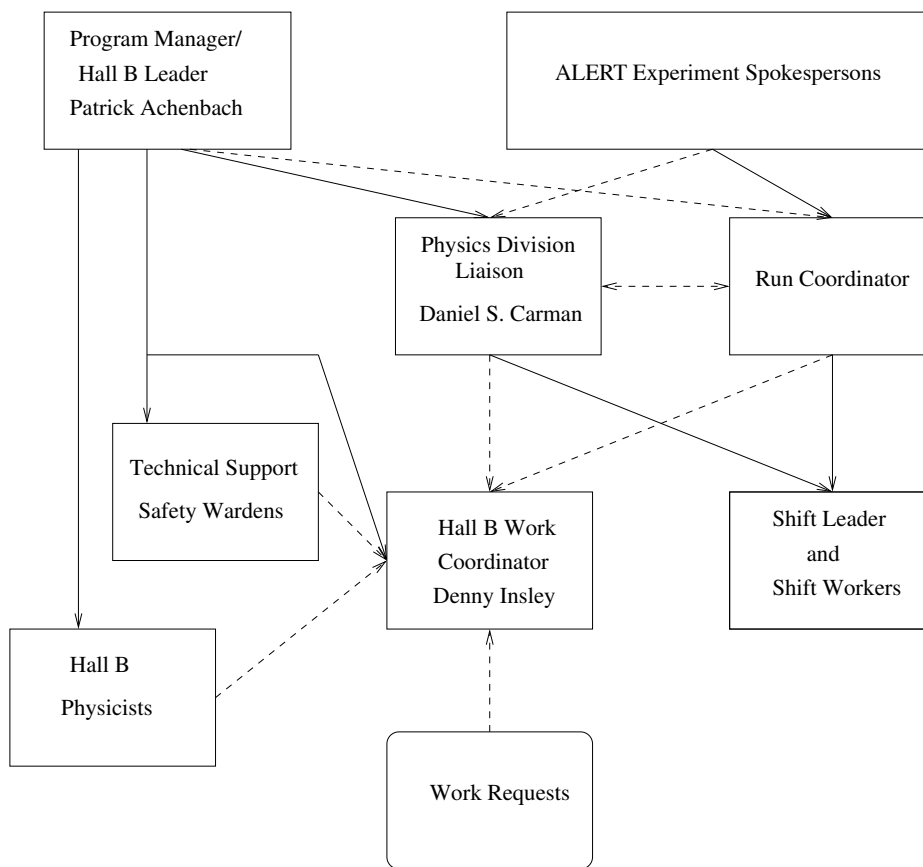 Program Manager/
Hall B Leader
Patrick Achenbach
ALERT Experiment Spokespersons
Physics Division
Liaison
Daniel S. Carman
Run Coordinator
Technical Support
Safety Wardens
Hall B Work
Coordinator
Denny Insley
Shift Leader
and
Shift Workers
Hall B
Physicists
Work Requests